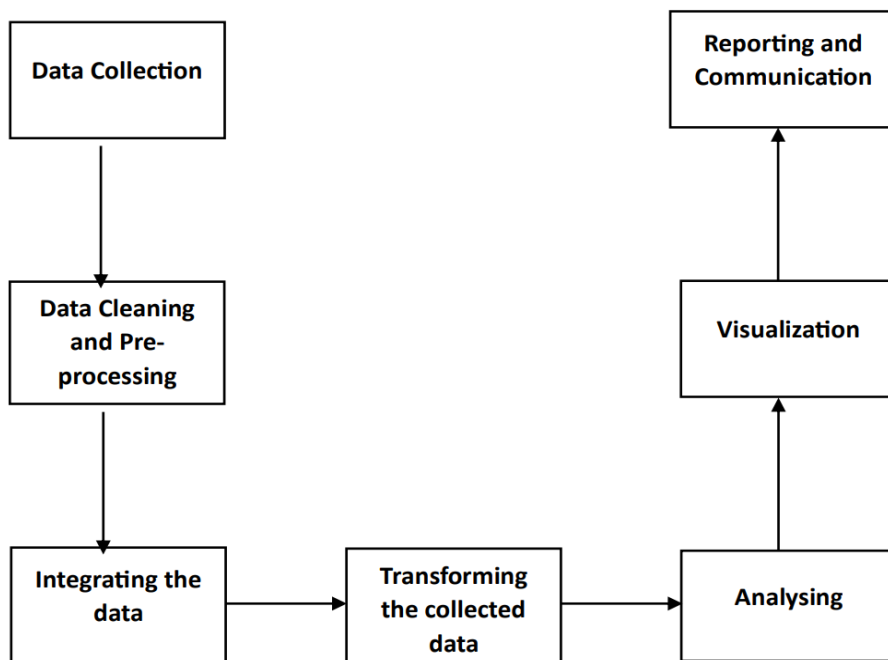 Data Collection
Data Cleaning
and Pre-
processing
Integrating the
data
Transforming
the collected
data
Analysing
Visualization
Reporting and
Communication